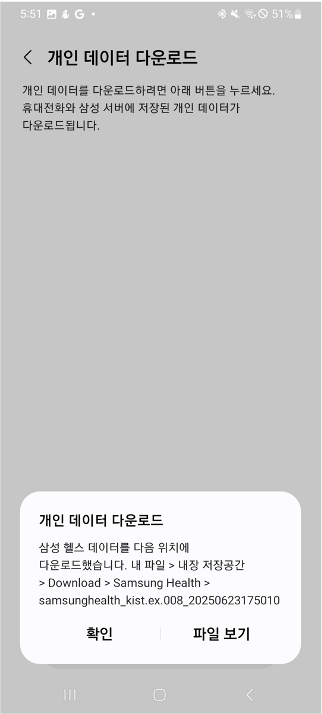 5:51 G •
51%
개인 데이터 다운로드
개인 데이터를 다운로드하려면 아래 버튼을 누르세요.
휴대전화와 삼성 서버에 저장된 개인 데이터가
다운로드됩니다.
개인 데이터 다운로드
삼성 헬스 데이터를 다음 위치에
다운로드했습니다. 내 파일 > 내장 저장공간
> Download > Samsung Health >
samsunghealth_kist.ex.008_20250623175010
확인 파일 보기